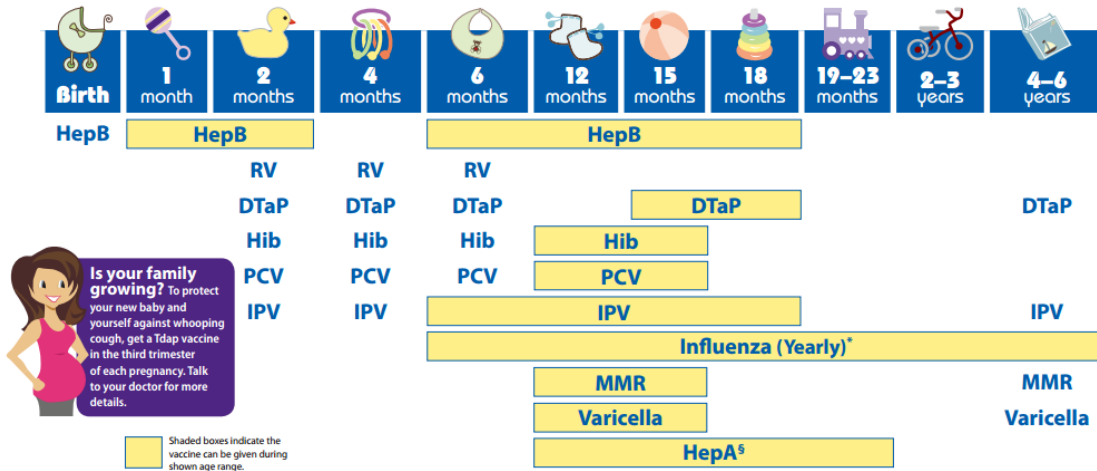 Birth
1
month
2
months
4
months
6
months
12
months
15
months
18
months
19–23
months
2–3
years
4–6
years
HepB HepB HepB
RV RV RV
DTaP DTaP DTaP DTaP DTaP
Hib Hib Hib Hib
PCV PCV PCV PCV
IPV IPV IPV IPV
Influenza (Yearly)*
MMR MMR
Varicella Varicella
HepA§
Is your family
growing? To protect
your new baby and
yourself against whooping
cough, get a Tdap vaccine
in the third trimester
of each pregnancy. Talk
to your doctor for more
details.
Shaded boxes indicate the
vaccine can be given during
shown age range.